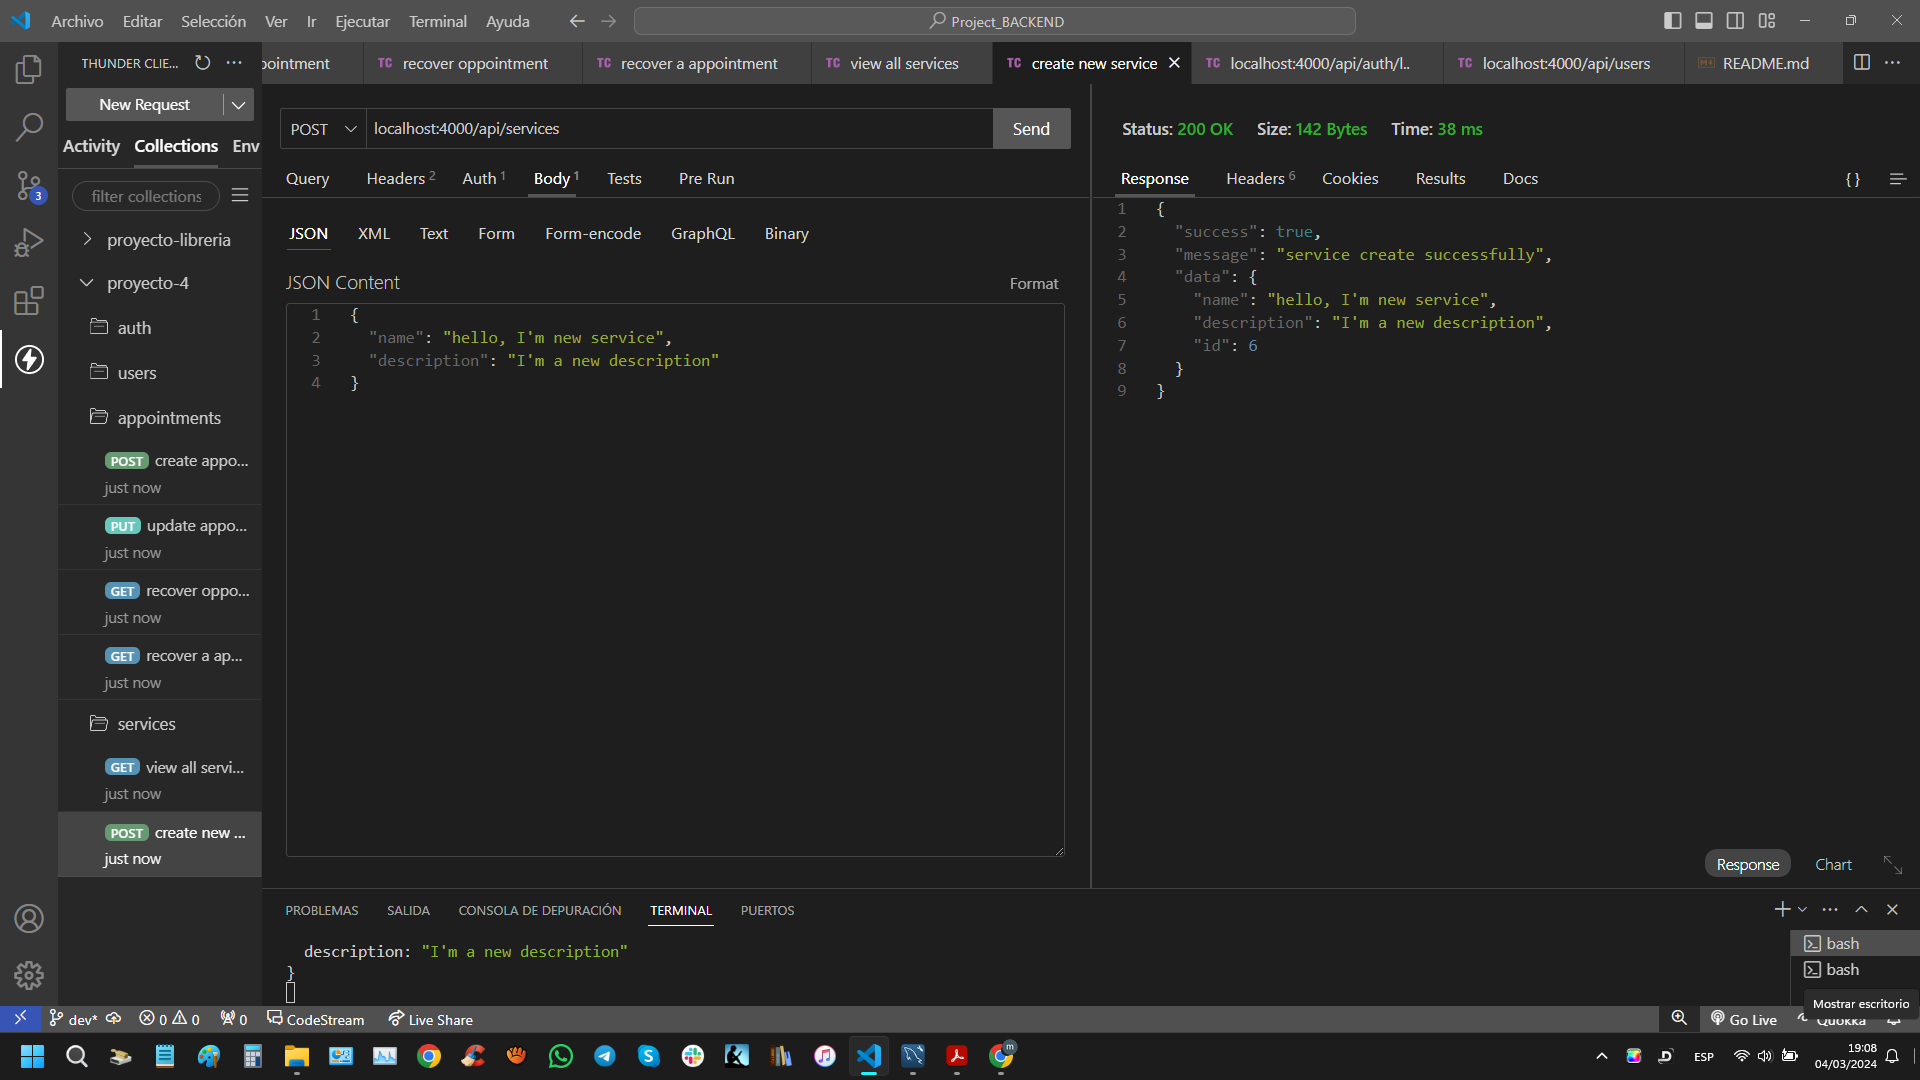 Archivo Editar Selección Ver Ir Ejecutar Terminal Ayuda
Project_BACKEND
THUNDER CLIE...
New Request
Activity Collections Env
filter collections
proyecto-libreria
proyecto-4
auth
users
appointments
POST create appo...
just now
PUT update appo...
just now
GET recover oppo...
just now
GET recover a ap...
just now
services
GET view all servi...
just now
POST create new ...
just now
3
pointment
TC recover oppointment
TC recover a appointment
TC view all services
TC create new service
TC localhost:4000/api/auth/l..
TC localhost:4000/api/users
README.md
POST localhost:4000/api/services Send
Query Headers 2 Auth 1 Body 1 Tests Pre Run
JSON XML Text Form Form-encode GraphQL Binary
JSON Content Format
1 {
2 "name": "hello, I'm new service",
3 "description": "I'm a new description"
4 }
Status: 200 OK Size: 142 Bytes Time: 38 ms
Response Headers 6 Cookies Results Docs {}
1 {
2 "success": true,
3 "message": "service create successfully",
4 "data": {
5 "name": "hello, I'm new service",
6 "description": "I'm a new description",
7 "id": 6
8 }
9 }
Response Chart
PROBLEMAS SALIDA CONSOLA DE DEPURACIÓN TERMINAL PUERTOS
description: "I'm a new description"
}
bash
bash
Mostrar escritorio
dev* 0 0 0 CodeStream Live Share
Go Live Quokka
ESP
19:08
04/03/2024
m